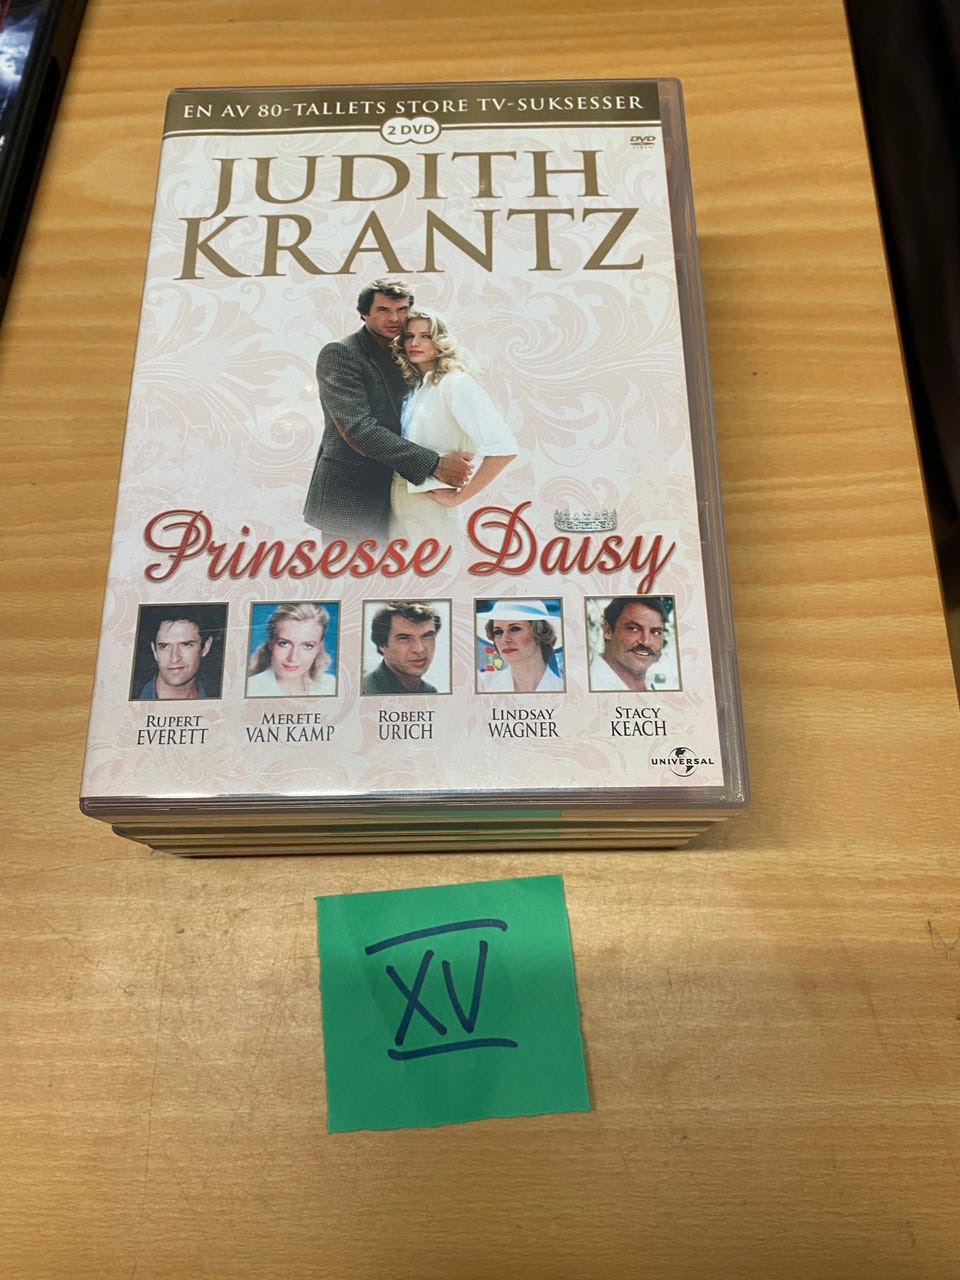 EN AV 80-TALLETS STORE TV-SUKSESSER
2 DVD
DVD
VIDEO
JUDITH
KRANTZ
Prinsesse Daisy
RUPERT
EVERETT
MERETE
VAN KAMP
ROBERT
URICH
LINDSAY
WAGNER
STACY
KEACH
UNIVERSAL
XV